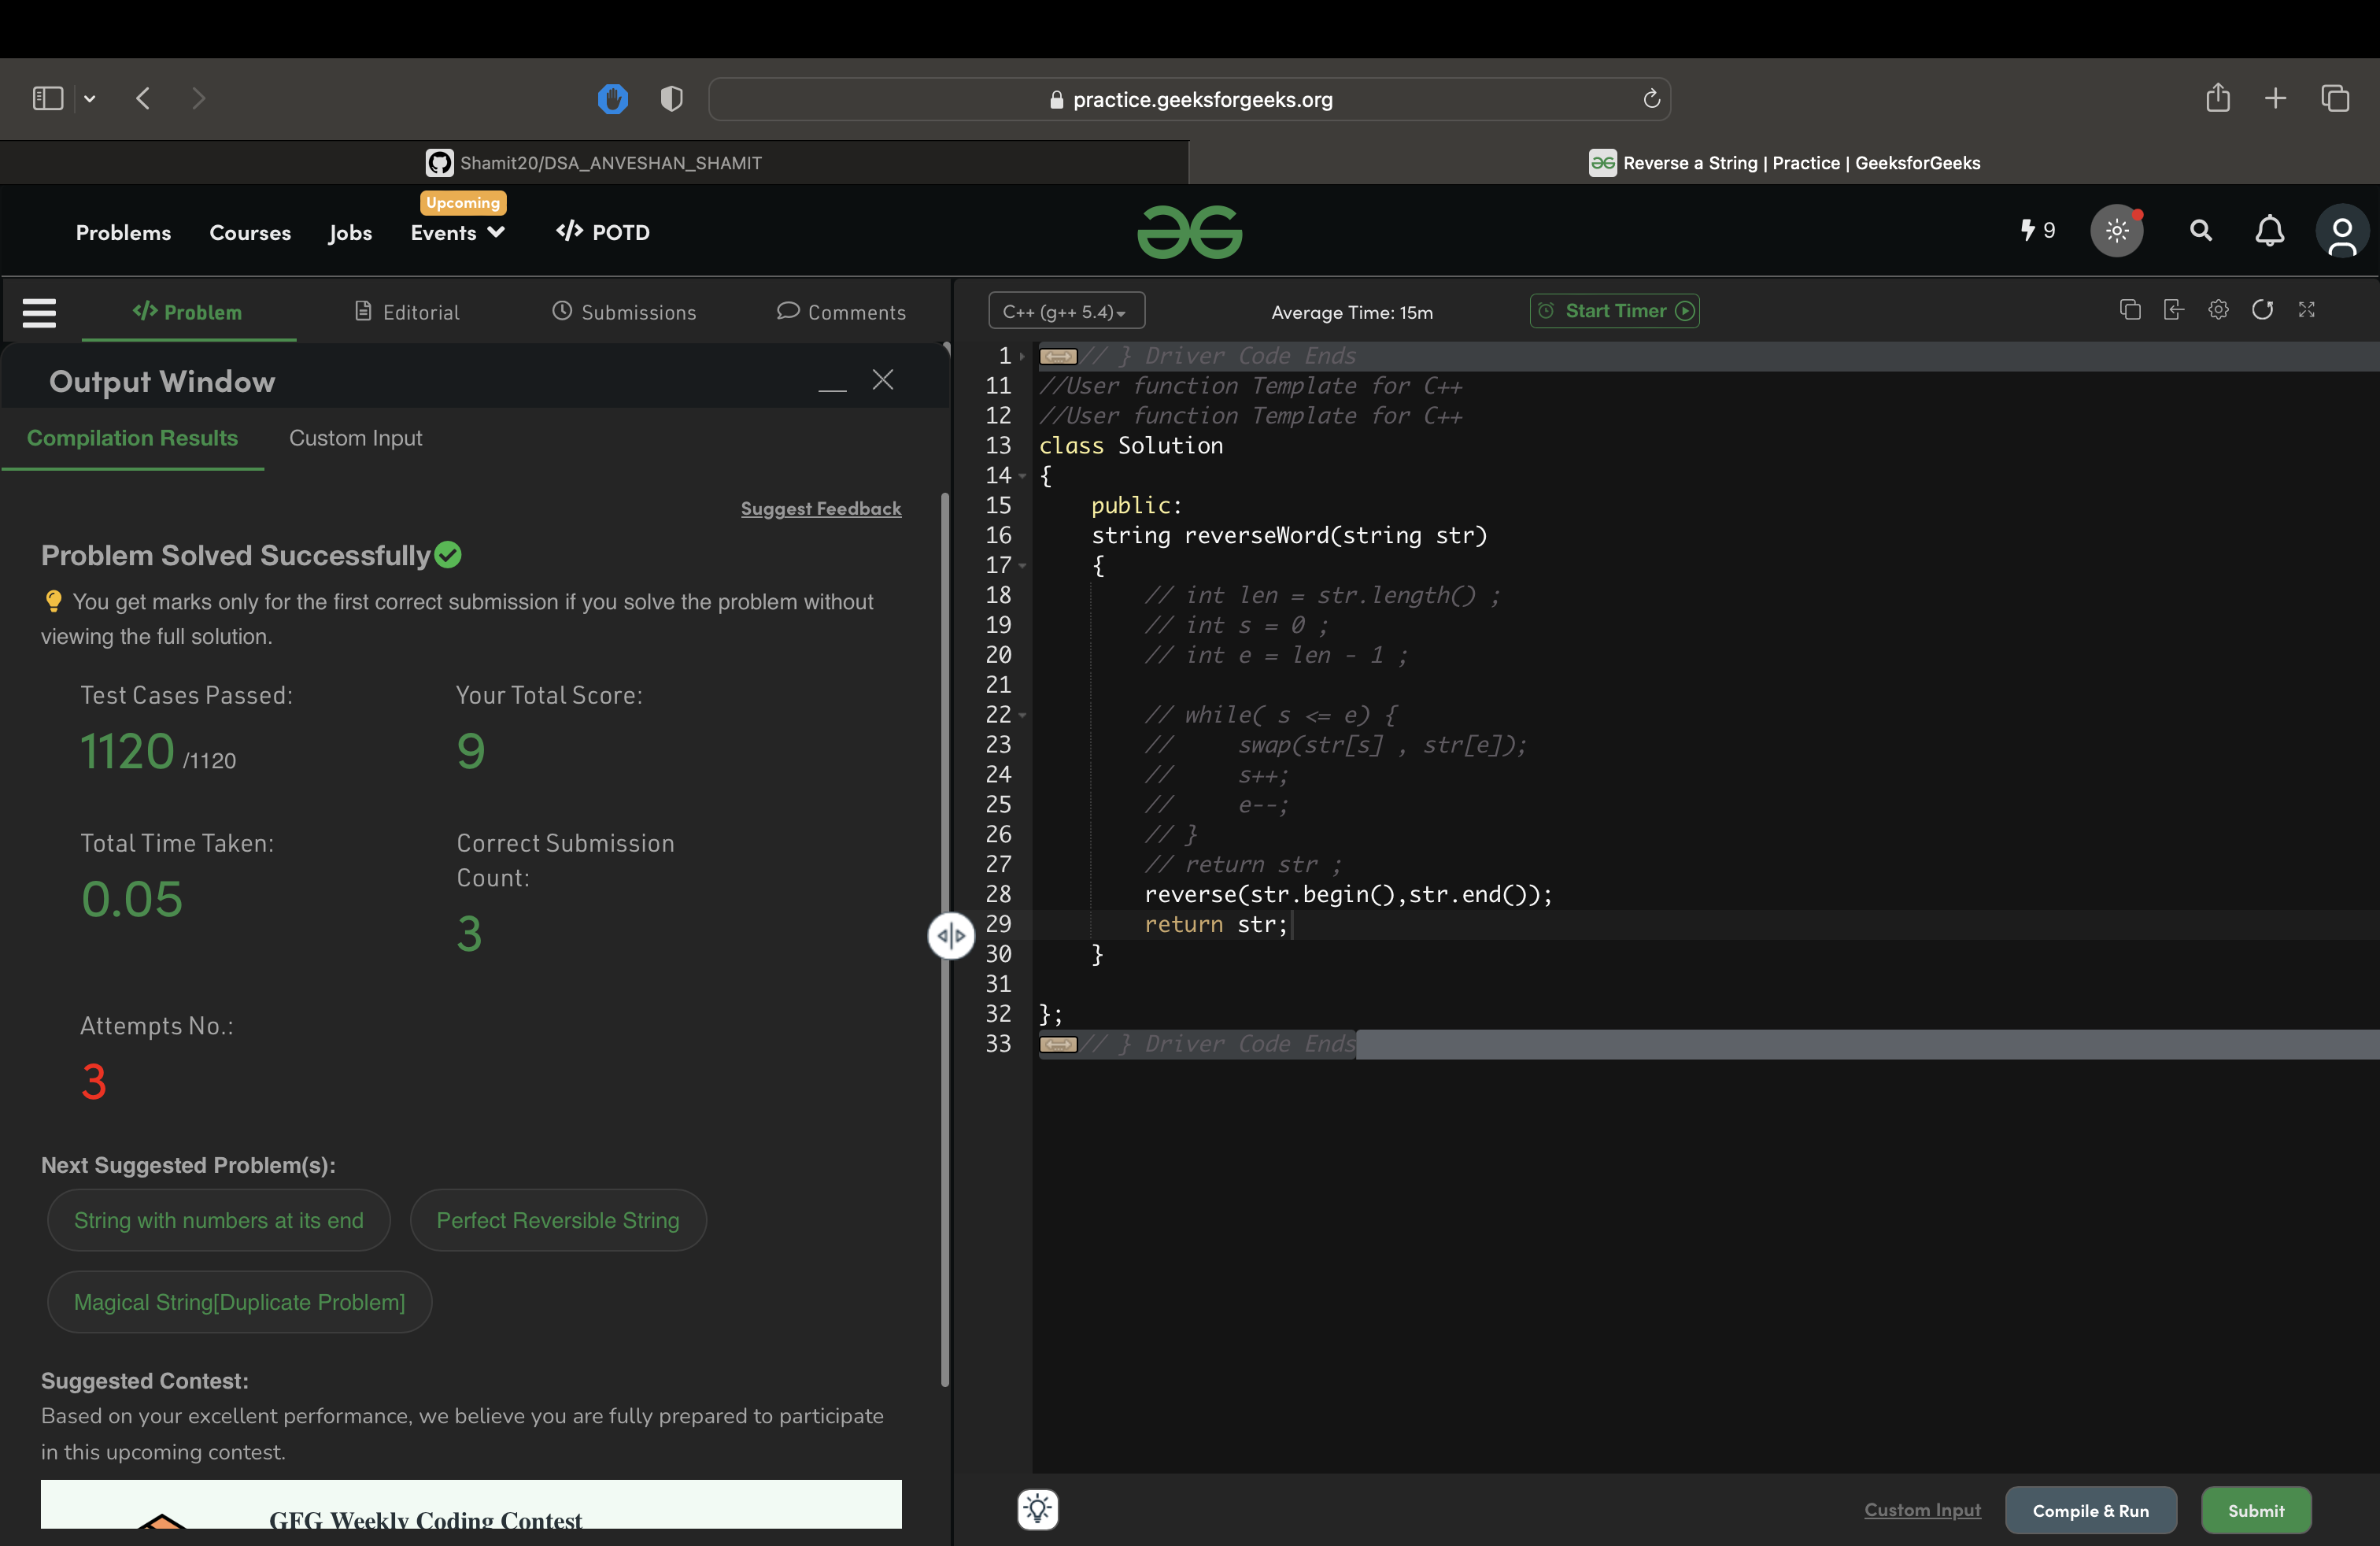 practice.geeksforgeeks.org
Shamit20/DSA_ANVESHAN_SHAMIT
Reverse a String | Practice | GeeksforGeeks
Problems Courses Jobs Upcoming Events </> POTD
9
</> Problem Editorial Submissions Comments
Output Window
Compilation Results Custom Input
Suggest Feedback
Problem Solved Successfully
You get marks only for the first correct submission if you solve the problem without
viewing the full solution.
Test Cases Passed: Your Total Score:
1120 /1120 9
Total Time Taken: Correct Submission
Count:
0.05
3
Attempts No.:
3
Next Suggested Problem(s):
String with numbers at its end Perfect Reversible String
Magical String[Duplicate Problem]
Suggested Contest:
Based on your excellent performance, we believe you are fully prepared to participate
in this upcoming contest.
GFG Weekly Coding Contest
C++ (g++ 5.4) Average Time: 15m Start Timer
1 // } Driver Code Ends
11 //User function Template for C++
12 //User function Template for C++
13 class Solution
14 {
15     public:
16     string reverseWord(string str)
17     {
18         // int len = str.length() ;
19         // int s = 0 ;
20         // int e = len - 1 ;
21
22         // while( s <= e) {
23         //     swap(str[s] , str[e]);
24         //     s++;
25         //     e--;
26         // }
27         // return str ;
28         reverse(str.begin(),str.end());
29         return str;
30     }
31
32 };
33 // } Driver Code Ends
Custom Input Compile & Run Submit